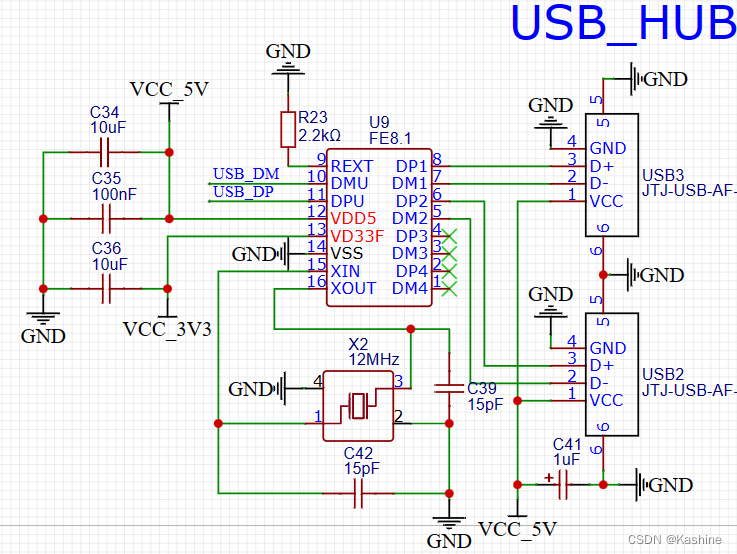 USB_HUB
GND
GND
VCC_5V
GND
C34
10uF
R23
2.2kΩ
U9
FE8.1
5
5
C35
100nF
USB_DM
USB_DP
9 REXT DP1 8
10 DMU DM1 7
11 DPU DP2 6
12 VDD5 DM2 5
13 VD33F DP3 4
14 VSS DM3 3
15 XIN DP4 2
16 XOUT DM4 1
4 GND
3 D+
2 D-
1 VCC
USB3
JTJ-USB-AF-
6
6
C36
10uF
GND
GND
GND
VCC_3V3
GND
5
5
X2
12MHz
4 GND
3 D+
2 D-
1 VCC
USB2
JTJ-USB-AF-
6
6
GND
4
3
1
2
C39
15pF
C42
15pF
C41
1uF
+
GND
GND
VCC_5V
CSDN @Kashine